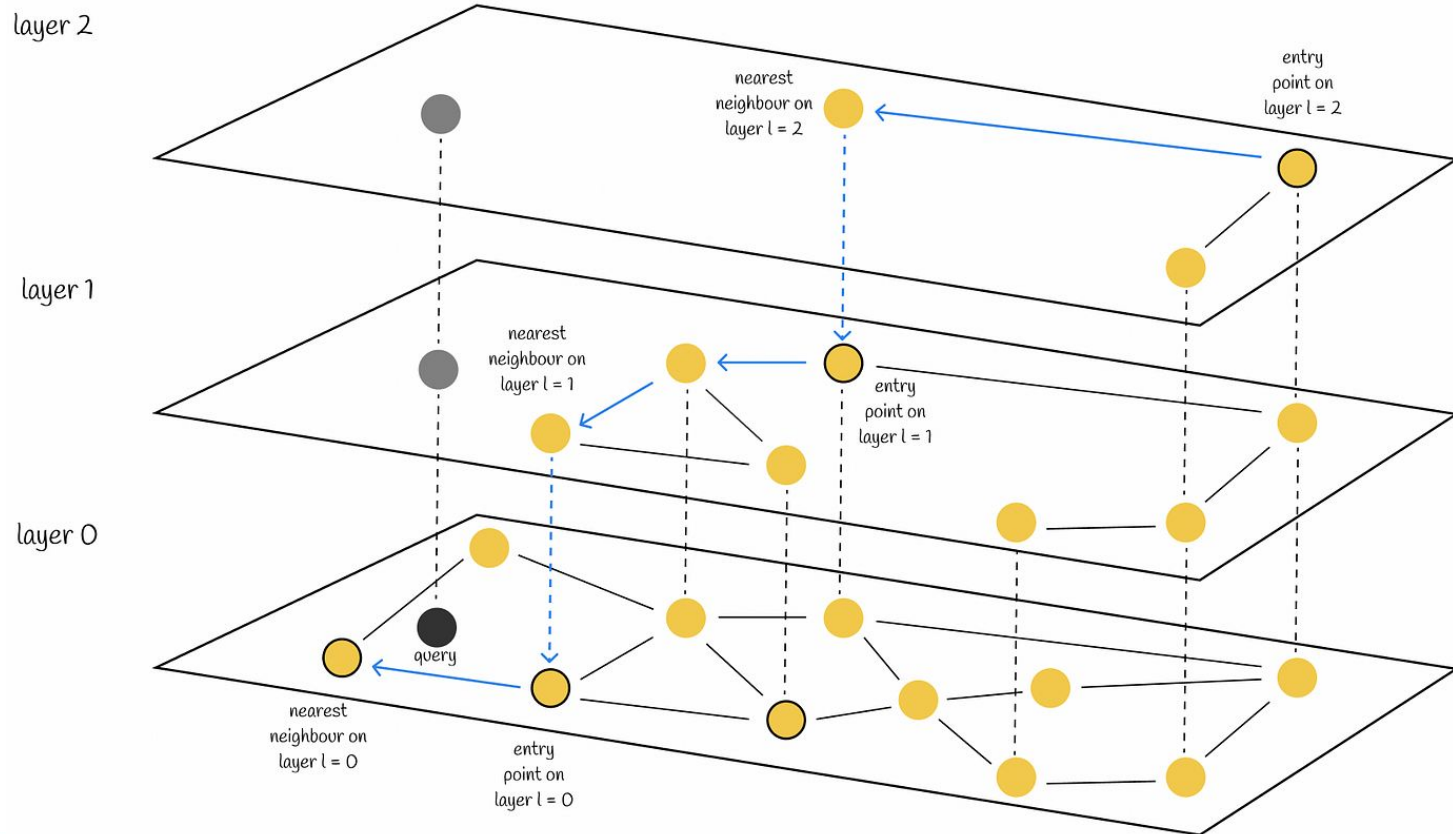 layer 2
entry
point on
layer l = 2
nearest
neighbour on
layer l = 2
layer 1
nearest
neighbour on
layer l = 1
entry
point on
layer l = 1
layer 0
query
nearest
neighbour on
layer l = 0
entry
point on
layer l = 0